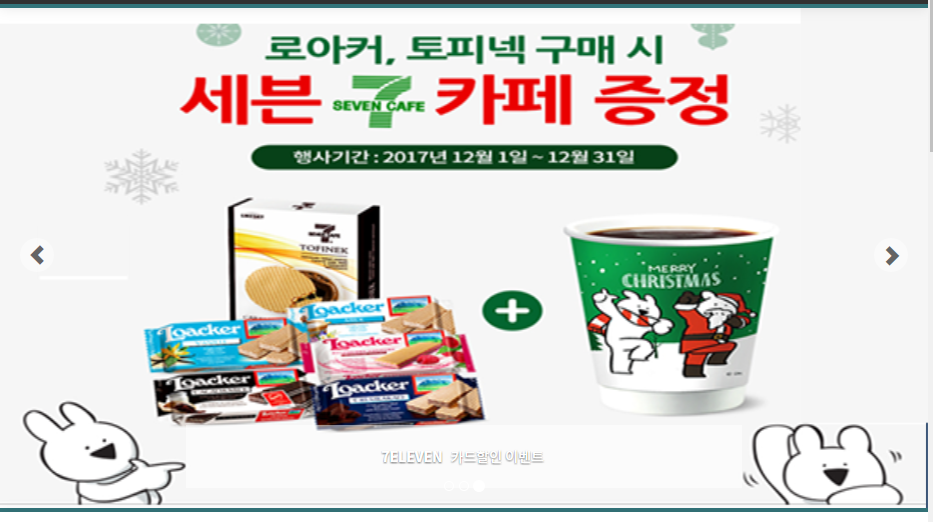 로아커, 토피넥 구매 시
세븐 7 SEVEN CAFE 카페 증정
행사기간 : 2017년 12월 1일 ~ 12월 31일
7
TOFINEK
MERRY
CHRISTMAS
Loacker
Loacker
Loacker
Loacker
Loacker
7ELEVEN 카드할인 이벤트